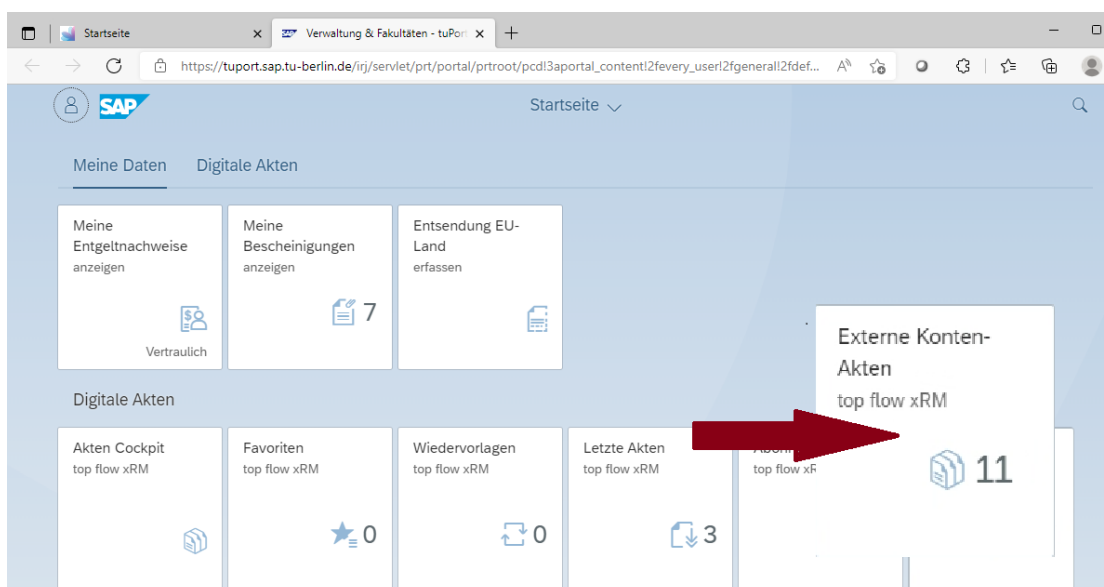 Startseite
Verwaltung & Fakultäten - tuPort
https://tuport.sap.tu-berlin.de/irj/servlet/prt/portal/prtroot/pcd!3aportal_content!2fevery_user!2fgeneral!2fdef...
SAP
Startseite
Meine Daten
Digitale Akten
Meine
Entgeltnachweise
anzeigen
Vertraulich
Meine
Bescheinigungen
anzeigen
7
Entsendung EU-
Land
erfassen
Externe Konten-
Akten
top flow xRM
11
Digitale Akten
Akten Cockpit
top flow xRM
Favoriten
top flow xRM
0
Wiedervorlagen
top flow xRM
0
Letzte Akten
top flow xRM
3
top flow xR